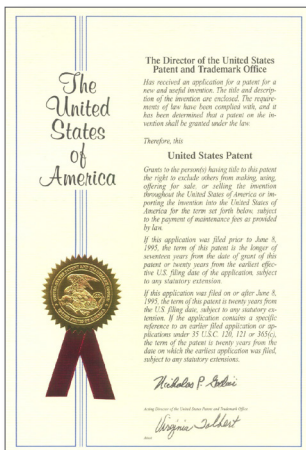 The
United
States
of
America
The Director of the United States
Patent and Trademark Office
Has received an application for a patent for a
new and useful invention. The title and descrip-
tion of the invention are enclosed. The require-
ments of law have been complied with, and it
has been determined that a patent on the in-
vention shall be granted under the law.
Therefore, this
United States Patent
Grants to the person(s) having title to this patent
the right to exclude others from making, using,
offering for sale, or selling the invention
throughout the United States of America or im-
porting the invention into the United States of
America for the term set forth below, subject
to the payment of maintenance fees as provided
by law.
If this application was filed prior to June 8,
1995, the term of this patent is the longer of
seventeen years from the date of grant of this
patent or twenty years from the earliest effec-
tive U.S. filing date of the application, subject
to any statutory extension.
If this application was filed on or after June 8,
1995, the term of this patent is twenty years from
the U.S. filing date, subject to any statutory ex-
tension. If the application contains a specific
reference to an earlier filed application or ap-
plications under 35 U.S.C. 120, 121 or 365(c),
the term of the patent is twenty years from the
date on which the earliest application was filed,
subject to any statutory extensions.
Nicholas P. Godici
Acting Director of the United States Patent and Trademark Office
Virginia Tolbert
Attest